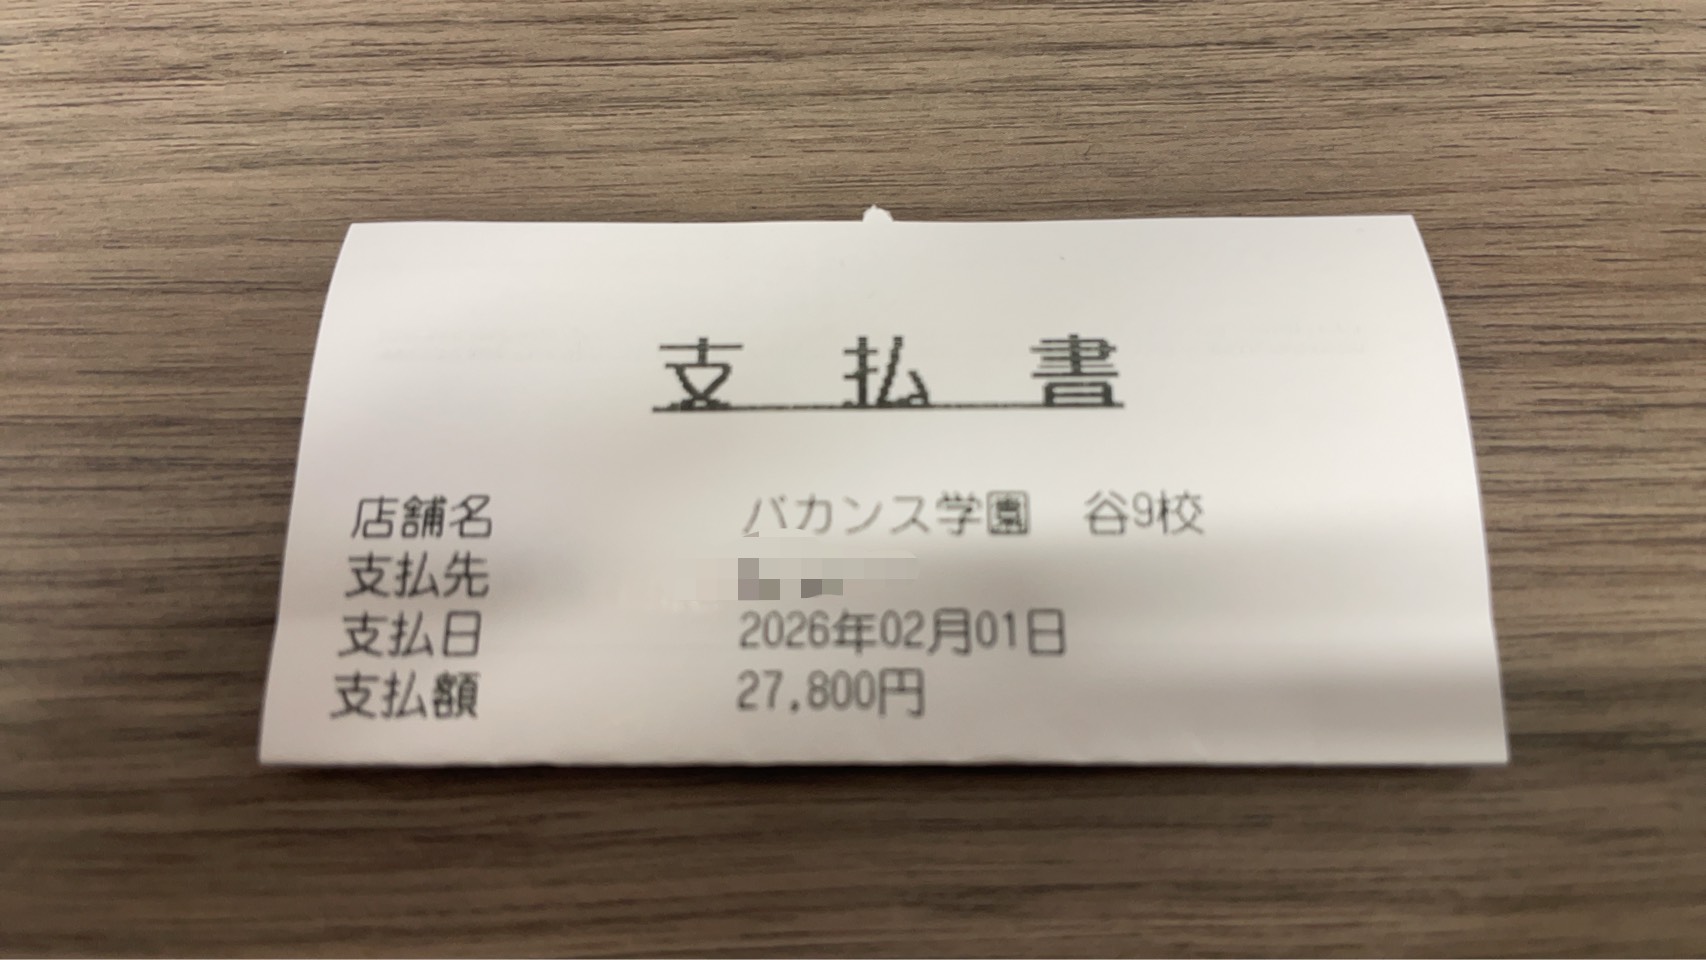 支払書
店舗名 バカンス学園 谷9校
支払先
支払日 2026年02月01日
支払額 27,800円